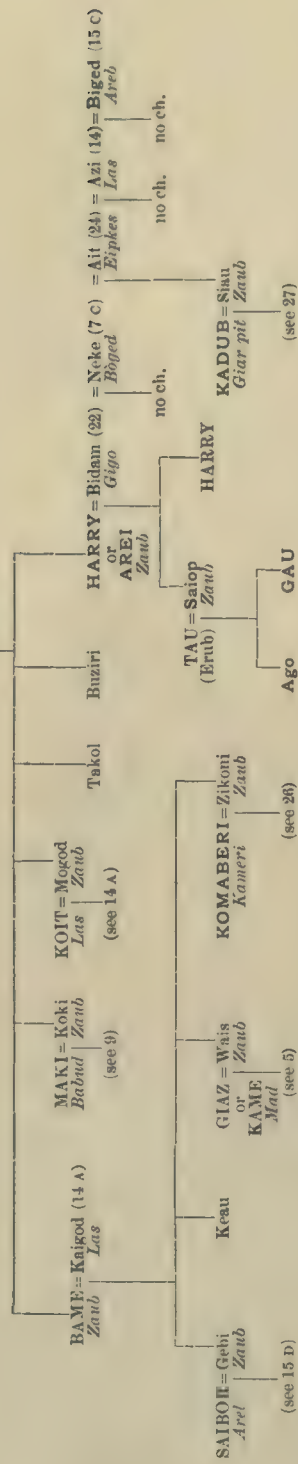 BAME = Kaigod (14 A) MAKI = Koki KOIT = Mogod Takol Buziri HARRY = Bidam (22) = Neke (7 C) = Ait (24) = Azi (14) = Biged (15 C)
Zaub Las Babud Zaub Las Zaub or Gigo Bòged Eipkes Las Areb
(see 9) (see 14 A) AREI no ch. no ch. no ch.
Zaub
TAU = Saiop HARRY KADUB = Siau
(Erub) Zaub Giar pit Zaub
(see 27)
SAIBO II = Gebi Keau GIAZ = Wais KOMABERI = Zikoni Ago GAU
Arel Zaub or Zaub Kameri Zaub
KAME
Mad
(see 15 D) (see 5) (see 26)